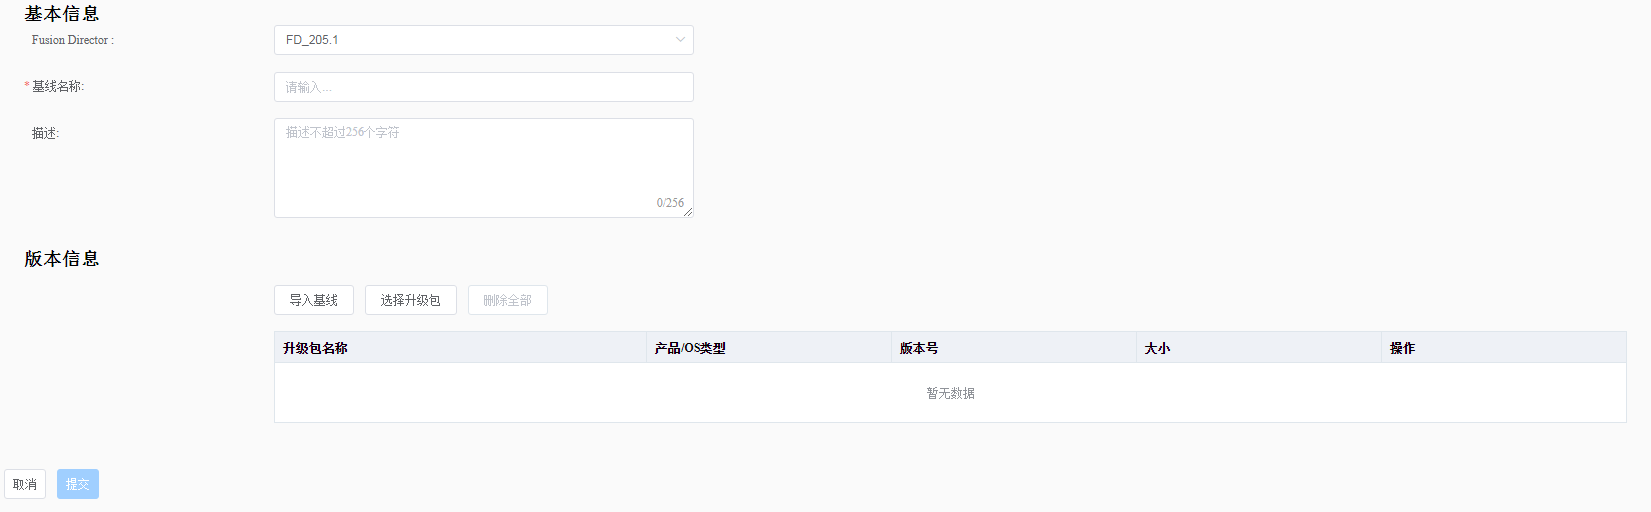 基本信息
Fusion Director :
FD_205.1
*基线名称:
请输入...
描述:
描述不超过256个字符
0/256
版本信息
导入基线 选择升级包 删除全部
升级包名称 产品/OS类型 版本号 大小 操作
暂无数据
取消 提交